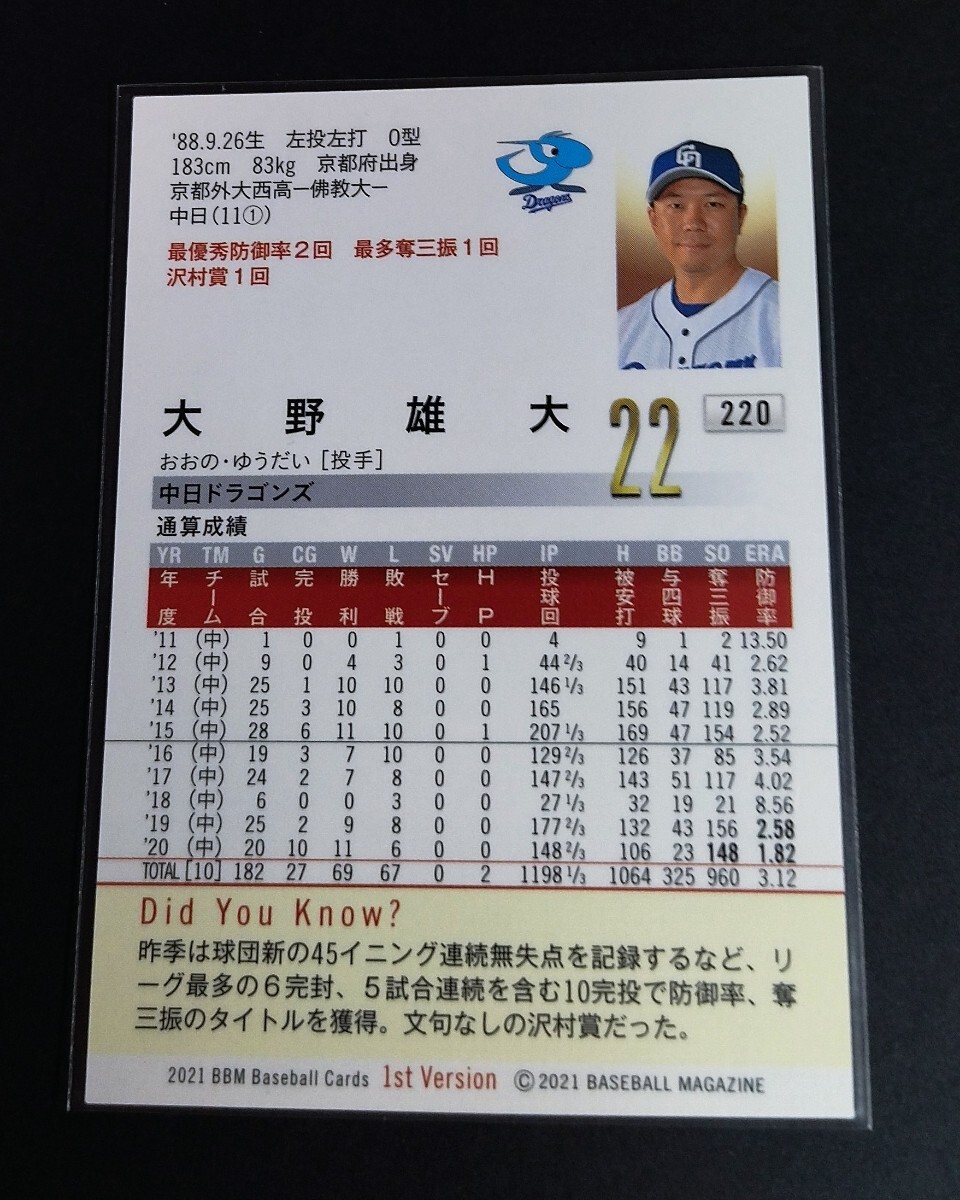 '88.9.26生　左投左打　O型
183cm　83kg　京都府出身
京都外大西高ー佛教大ー
中日(11①)
最優秀防御率2回　最多奪三振1回
沢村賞1回
Dragons
CD
大野雄大 22 220
おおの・ゆうだい［投手］
中日ドラゴンズ
通算成績
YR TM G CG W L SV HP IP H BB SO ERA
年度 チーム 試合 完投 勝利 敗戦 セーブ HP 投球回 被安打 与四球 奪三振 防御率
'11 (中) 1 0 0 1 0 0 4 9 1 2 13.50
'12 (中) 9 0 4 3 0 1 44 2/3 40 14 41 2.62
'13 (中) 25 1 10 10 0 0 146 1/3 151 43 117 3.81
'14 (中) 25 3 10 8 0 0 165 156 47 119 2.89
'15 (中) 28 6 11 10 0 1 207 1/3 169 47 154 2.52
'16 (中) 19 3 7 10 0 0 129 2/3 126 37 85 3.54
'17 (中) 24 2 7 8 0 0 147 2/3 143 51 117 4.02
'18 (中) 6 0 0 3 0 0 27 1/3 32 19 21 8.56
'19 (中) 25 2 9 8 0 0 177 2/3 132 43 156 2.58
'20 (中) 20 10 11 6 0 0 148 2/3 106 23 148 1.82
TOTAL [10] 182 27 69 67 0 2 1198 1/3 1064 325 960 3.12
Did You Know?
昨季は球団新の45イニング連続無失点を記録するなど、リ
ーグ最多の6完封、5試合連続を含む10完投で防御率、奪
三振のタイトルを獲得。文句なしの沢村賞だった。
2021 BBM Baseball Cards 1st Version ©2021 BASEBALL MAGAZINE